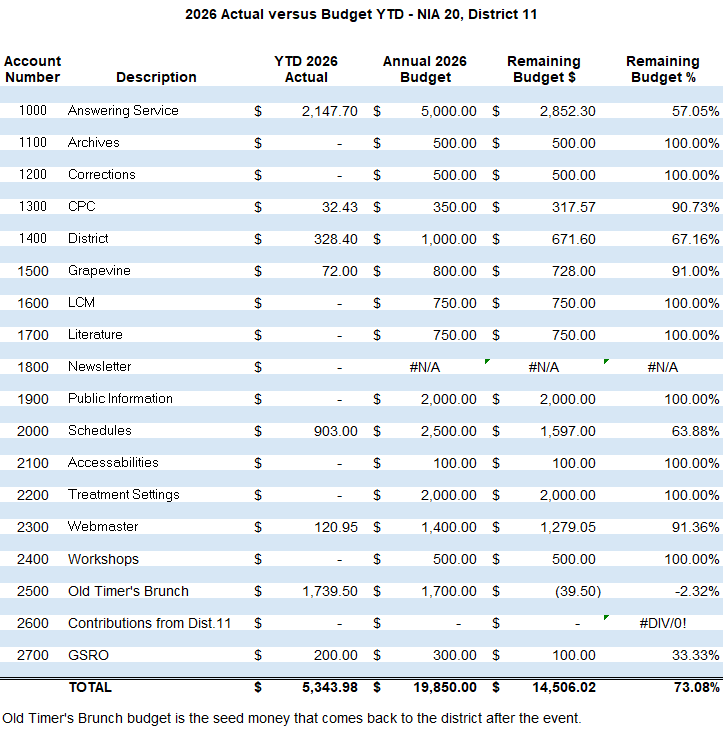 2026 Actual versus Budget YTD - NIA 20, District 11
Account Number Description YTD 2026 Actual Annual 2026 Budget Remaining Budget $ Remaining Budget %
1000 Answering Service $ 2,147.70 $ 5,000.00 $ 2,852.30 57.05%
1100 Archives $ - $ 500.00 $ 500.00 100.00%
1200 Corrections $ - $ 500.00 $ 500.00 100.00%
1300 CPC $ 32.43 $ 350.00 $ 317.57 90.73%
1400 District $ 328.40 $ 1,000.00 $ 671.60 67.16%
1500 Grapevine $ 72.00 $ 800.00 $ 728.00 91.00%
1600 LCM $ - $ 750.00 $ 750.00 100.00%
1700 Literature $ - $ 750.00 $ 750.00 100.00%
1800 Newsletter $ - #N/A #N/A #N/A
1900 Public Information $ - $ 2,000.00 $ 2,000.00 100.00%
2000 Schedules $ 903.00 $ 2,500.00 $ 1,597.00 63.88%
2100 Accessabilities $ - $ 100.00 $ 100.00 100.00%
2200 Treatment Settings $ - $ 2,000.00 $ 2,000.00 100.00%
2300 Webmaster $ 120.95 $ 1,400.00 $ 1,279.05 91.36%
2400 Workshops $ - $ 500.00 $ 500.00 100.00%
2500 Old Timer's Brunch $ 1,739.50 $ 1,700.00 $ (39.50) -2.32%
2600 Contributions from Dist.11 $ - $ - $ - #DIV/0!
2700 GSRO $ 200.00 $ 300.00 $ 100.00 33.33%
TOTAL $ 5,343.98 $ 19,850.00 $ 14,506.02 73.08%
Old Timer's Brunch budget is the seed money that comes back to the district after the event.